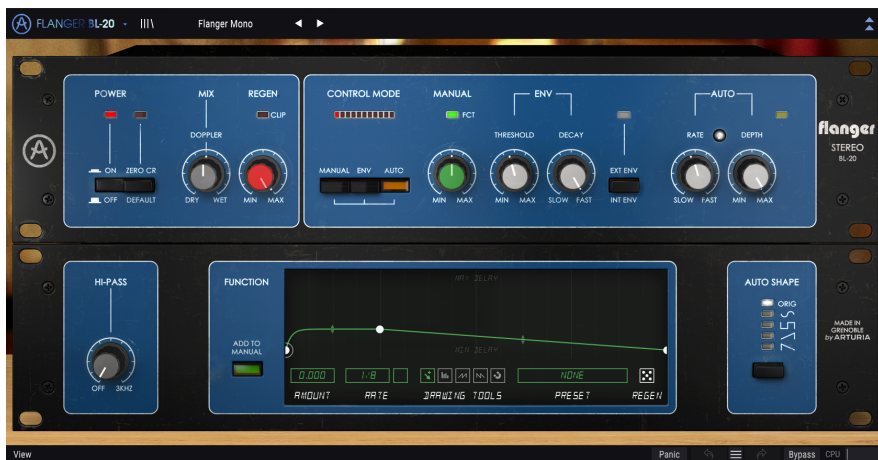 FLANGER BL-20
Flanger Mono
POWER
MIX
REGEN
CLIP
DOPPLER
ON
ZERO CR
OFF
DEFAULT
DRY
WET
MIN
MAX
CONTROL MODE
MANUAL
ENV
AUTO
FCT
THRESHOLD
DECAY
RATE
DEPTH
MANUAL
ENV
AUTO
MIN
MAX
MIN
MAX
SLOW
FAST
EXT ENV
INT ENV
SLOW
FAST
MIN
MAX
flanger
STEREO
BL-20
HI-PASS
OFF
3KHZ
FUNCTION
ADD TO
MANUAL
MAX DELAY
MIN DELAY
0.000
1/8
NONE
AMOUNT
RATE
DRAWING TOOLS
PRESET
REGEN
AUTO SHAPE
ORIG
MADE IN
GRENOBLE
by ARTURIA
View
Panic
Bypass
CPU